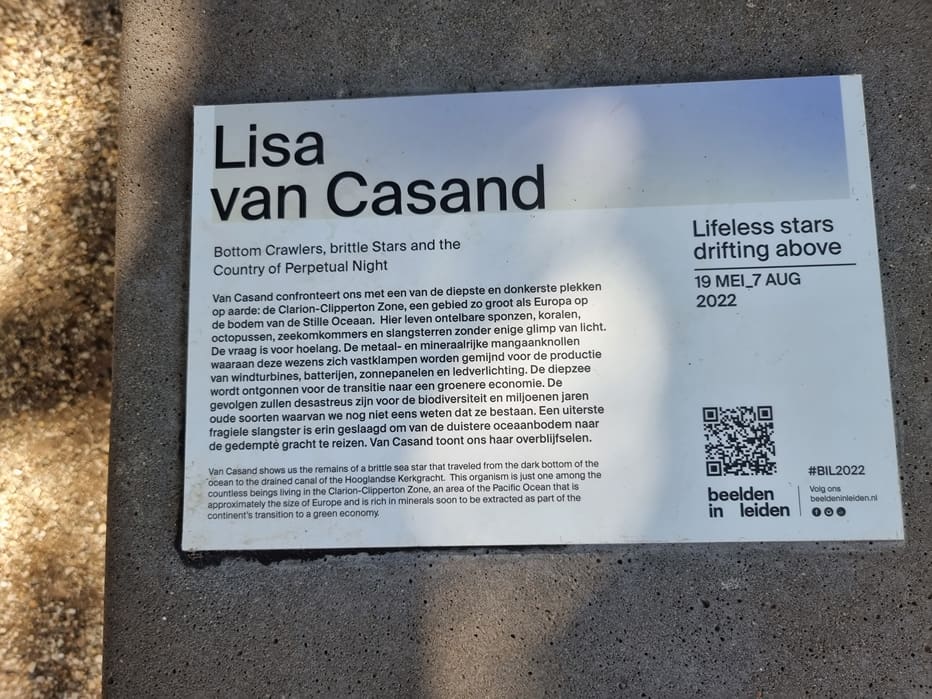 Lisa
van Casand
Bottom Crawlers, brittle Stars and the
Country of Perpetual Night
Van Casand confronteert ons met een van de diepste en donkerste plekken
op aarde: de Clarion-Clipperton Zone, een gebied zo groot als Europa op
de bodem van de Stille Oceaan. Hier leven ontelbare sponzen, koralen,
octopussen, zeekomkommers en slangsterren zonder enige glimp van licht.
De vraag is voor hoelang. De metaal- en mineraalrijke mangaanknollen
waaraan deze wezens zich vastklampen worden gemijnd voor de productie
van windturbines, batterijen, zonnepanelen en ledverlichting. De diepzee
wordt ontgonnen voor de transitie naar een groenere economie. De
gevolgen zullen desastreus zijn voor de biodiversiteit en miljoenen jaren
oude soorten waarvan we nog niet eens weten dat ze bestaan. Een uiterste
fragiele slangster is erin geslaagd om van de duistere oceaanbodem naar
de gedempte gracht te reizen. Van Casand toont ons haar overblijfselen.
Van Casand shows us the remains of a brittle sea star that traveled from the dark bottom of the
ocean to the drained canal of the Hooglandse Kerkgracht. This organism is just one among the
countless beings living in the Clarion-Clipperton Zone, an area of the Pacific Ocean that is
approximately the size of Europe and is rich in minerals soon to be extracted as part of the
continent's transition to a green economy.
Lifeless stars
drifting above
19 MEI_7 AUG
2022
#BIL2022
beelden
in leiden
Volg ons
beeldeninleiden.nl